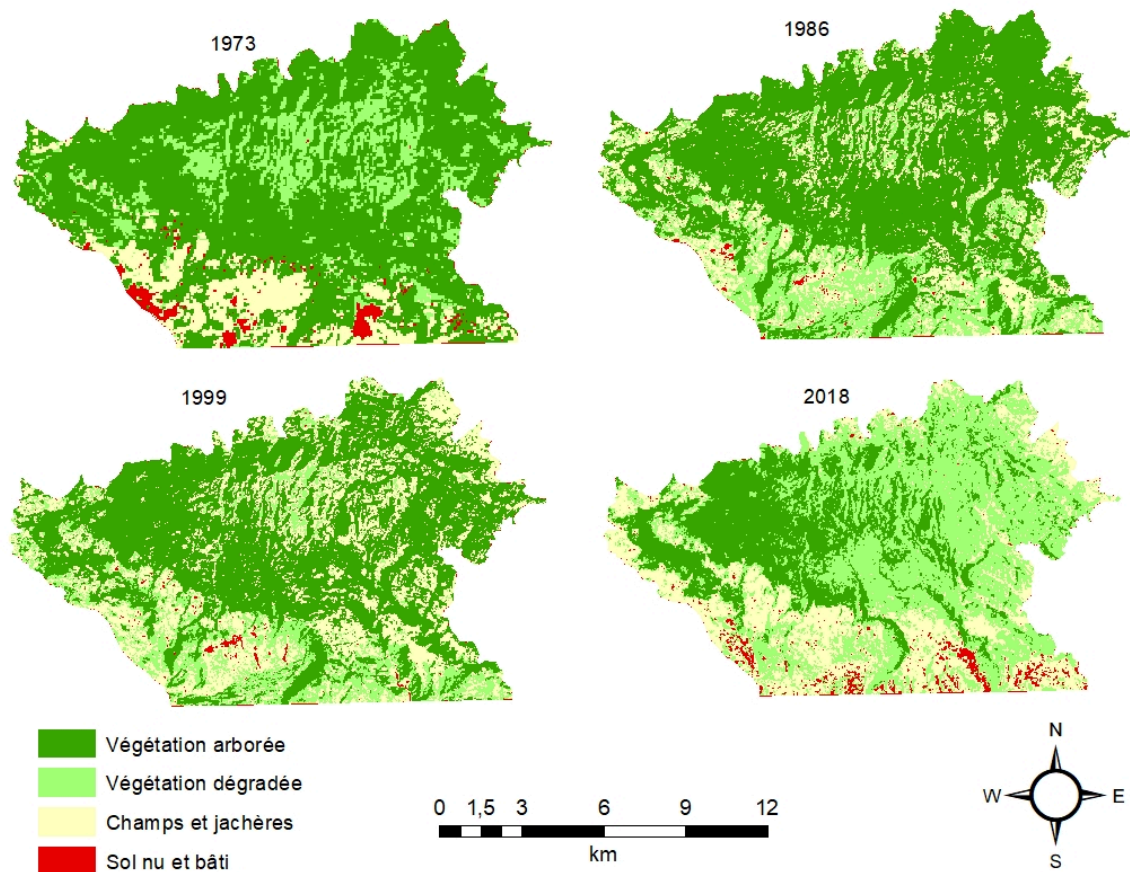 1973
1986
1999
2018
Végétation arborée
Végétation dégradée
Champs et jachères
Sol nu et bâti
0 1,5 3 6 9 12
km
N
W E
S